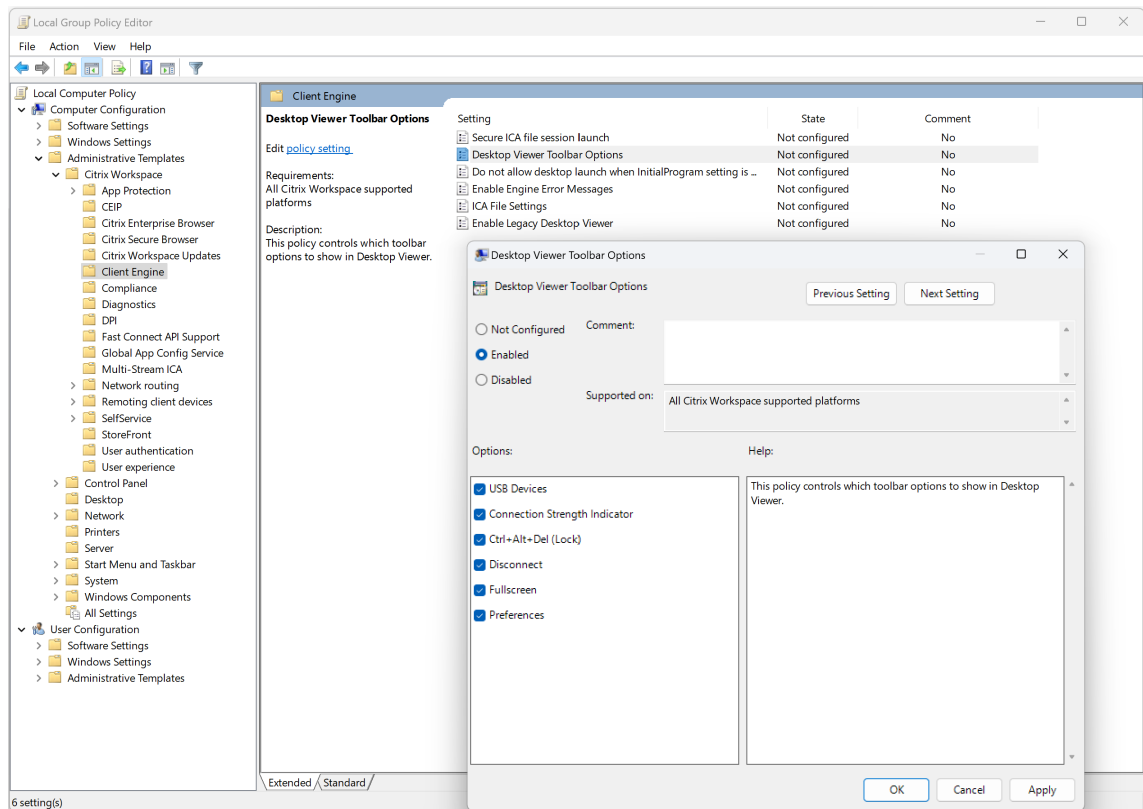 Local Group Policy Editor
File Action View Help
Local Computer Policy
Computer Configuration
Software Settings
Windows Settings
Administrative Templates
Citrix Workspace
App Protection
CEIP
Citrix Enterprise Browser
Citrix Secure Browser
Citrix Workspace Updates
Client Engine
Compliance
Diagnostics
DPI
Fast Connect API Support
Global App Config Service
Multi-Stream ICA
Network routing
Remoting client devices
SelfService
StoreFront
User authentication
User experience
Control Panel
Desktop
Network
Printers
Server
Start Menu and Taskbar
System
Windows Components
All Settings
User Configuration
Software Settings
Windows Settings
Administrative Templates
Client Engine
Desktop Viewer Toolbar Options
Edit policy setting
Requirements:
All Citrix Workspace supported
platforms
Description:
This policy controls which toolbar
options to show in Desktop Viewer.
Setting State Comment
Secure ICA file session launch Not configured No
Desktop Viewer Toolbar Options Not configured No
Do not allow desktop launch when InitialProgram setting is ... Not configured No
Enable Engine Error Messages Not configured No
ICA File Settings Not configured No
Enable Legacy Desktop Viewer Not configured No
Desktop Viewer Toolbar Options
Desktop Viewer Toolbar Options
Previous Setting Next Setting
Not Configured Comment:
Enabled
Disabled
Supported on: All Citrix Workspace supported platforms
Options: Help:
USB Devices
Connection Strength Indicator
Ctrl+Alt+Del (Lock)
Disconnect
Fullscreen
Preferences
This policy controls which toolbar options to show in Desktop
Viewer.
OK Cancel Apply
Extended Standard
6 setting(s)